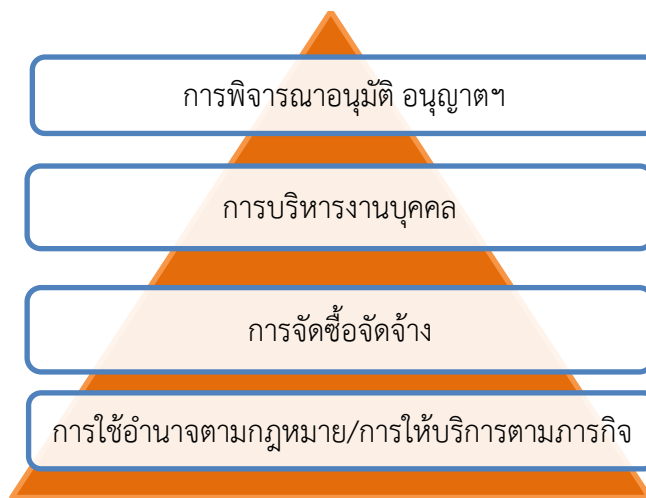 การพิจารณาอนุมัติ อนุญาตฯ
การบริหารงานบุคคล
การจัดซื้อจัดจ้าง
การใช้อำนาจตามกฎหมาย/การให้บริการตามภารกิจ